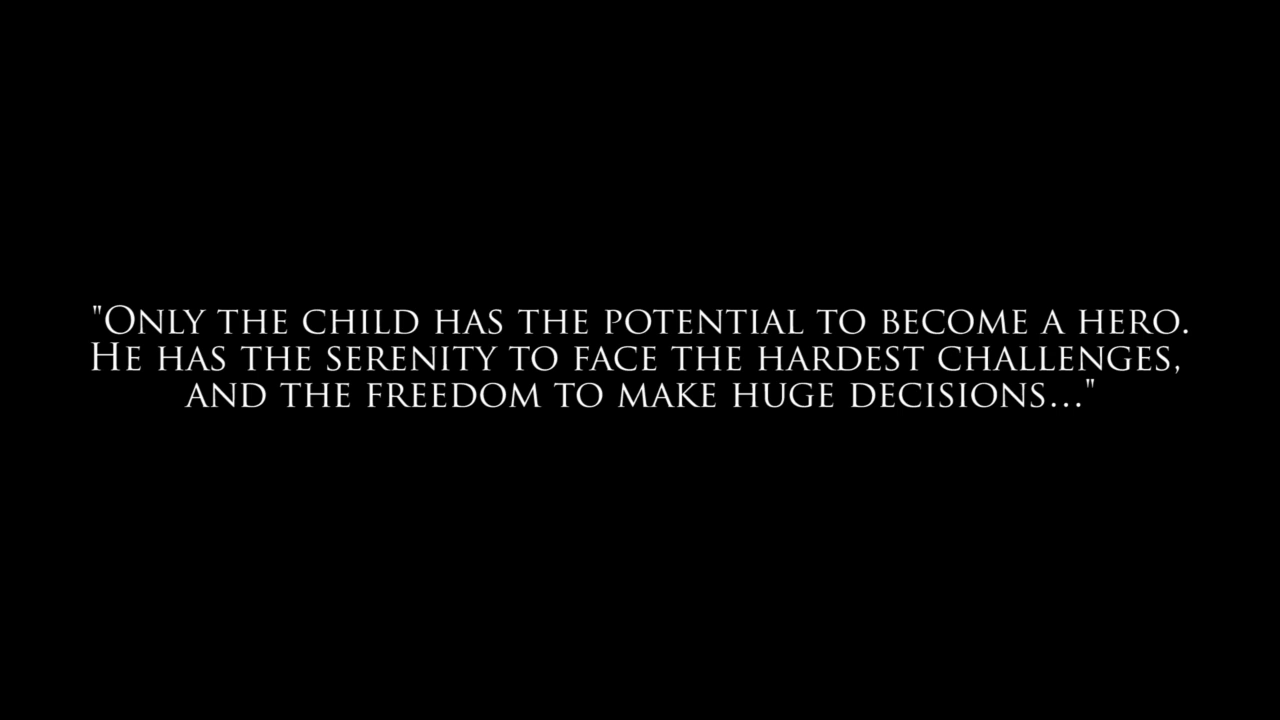 "Only the child has the potential to become a hero.
He has the serenity to face the hardest challenges,
and the freedom to make huge decisions..."